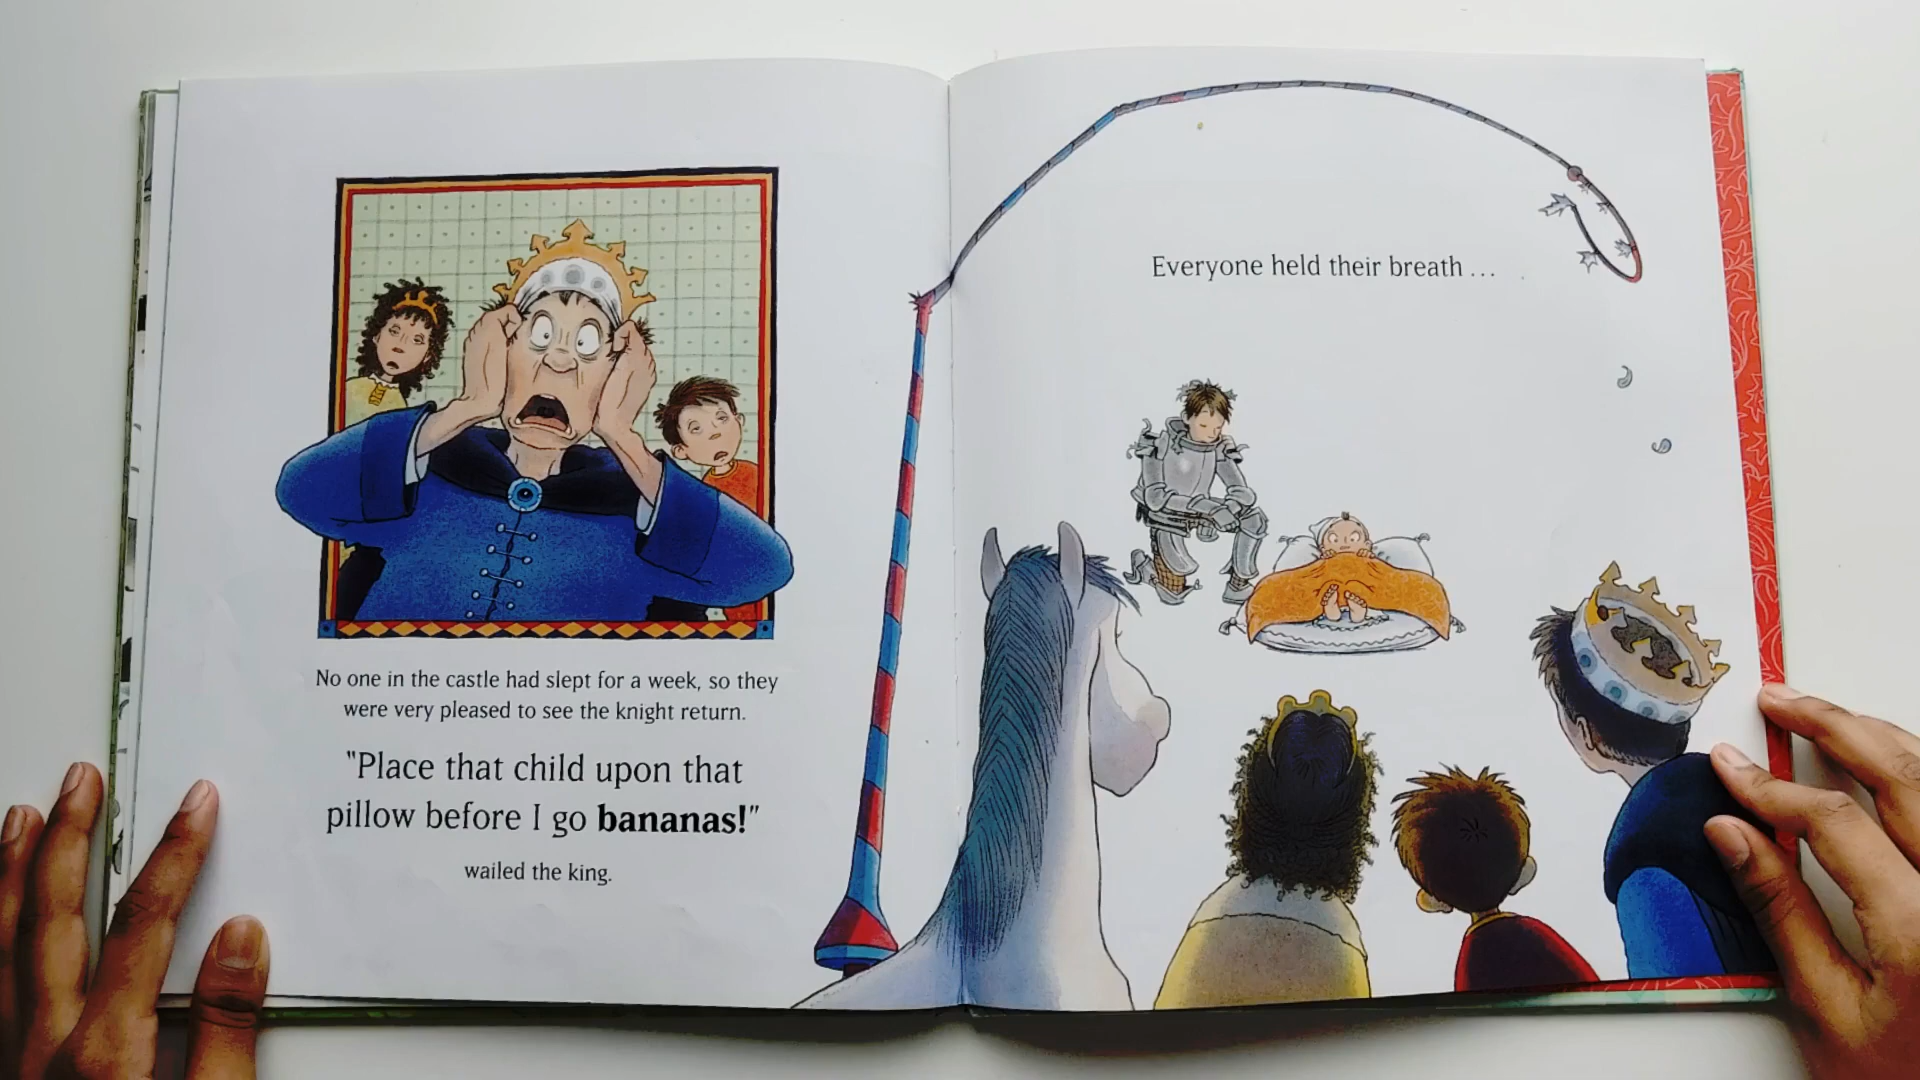 No one in the castle had slept for a week, so they
were very pleased to see the knight return.
"Place that child upon that
pillow before I go bananas!"
wailed the king.
Everyone held their breath ...